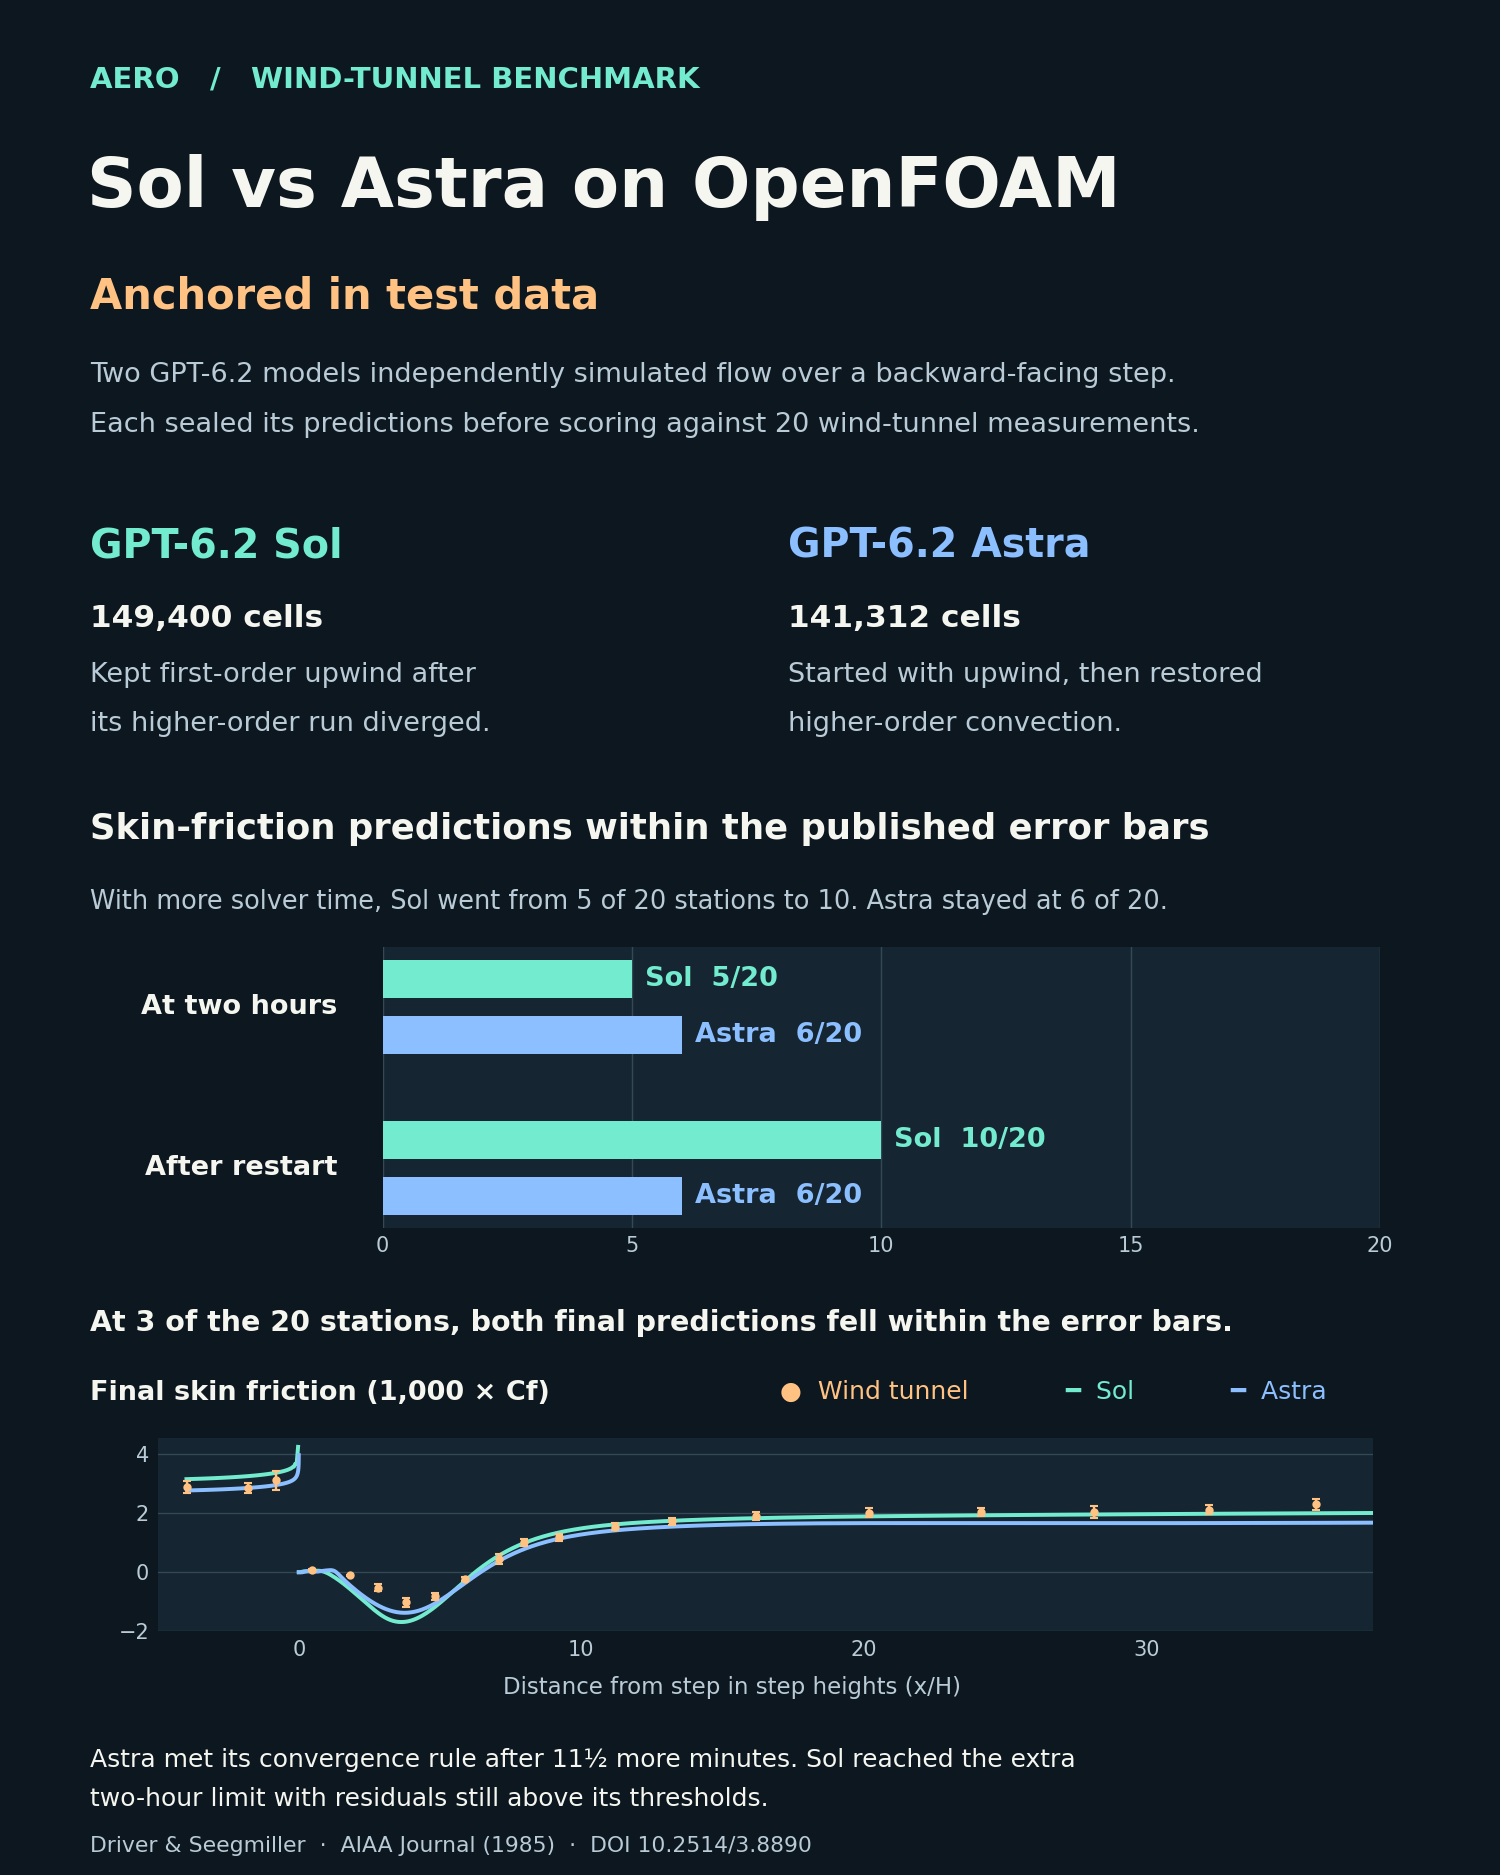 AERO / WIND-TUNNEL BENCHMARK
Sol vs Astra on OpenFOAM
Anchored in test data
Two GPT-6.2 models independently simulated flow over a backward-facing step.
Each sealed its predictions before scoring against 20 wind-tunnel measurements.
GPT-6.2 Sol
149,400 cells
Kept first-order upwind after
its higher-order run diverged.
GPT-6.2 Astra
141,312 cells
Started with upwind, then restored
higher-order convection.
Skin-friction predictions within the published error bars
With more solver time, Sol went from 5 of 20 stations to 10. Astra stayed at 6 of 20.
At two hours
Sol 5/20
Astra 6/20
After restart
Sol 10/20
Astra 6/20
0 5 10 15 20
At 3 of the 20 stations, both final predictions fell within the error bars.
Final skin friction (1,000 × Cf)
Wind tunnel
Sol
Astra
4
2
0
−2
0 10 20 30
Distance from step in step heights (x/H)
Astra met its convergence rule after 11½ more minutes. Sol reached the extra
two-hour limit with residuals still above its thresholds.
Driver & Seegmiller · AIAA Journal (1985) · DOI 10.2514/3.8890